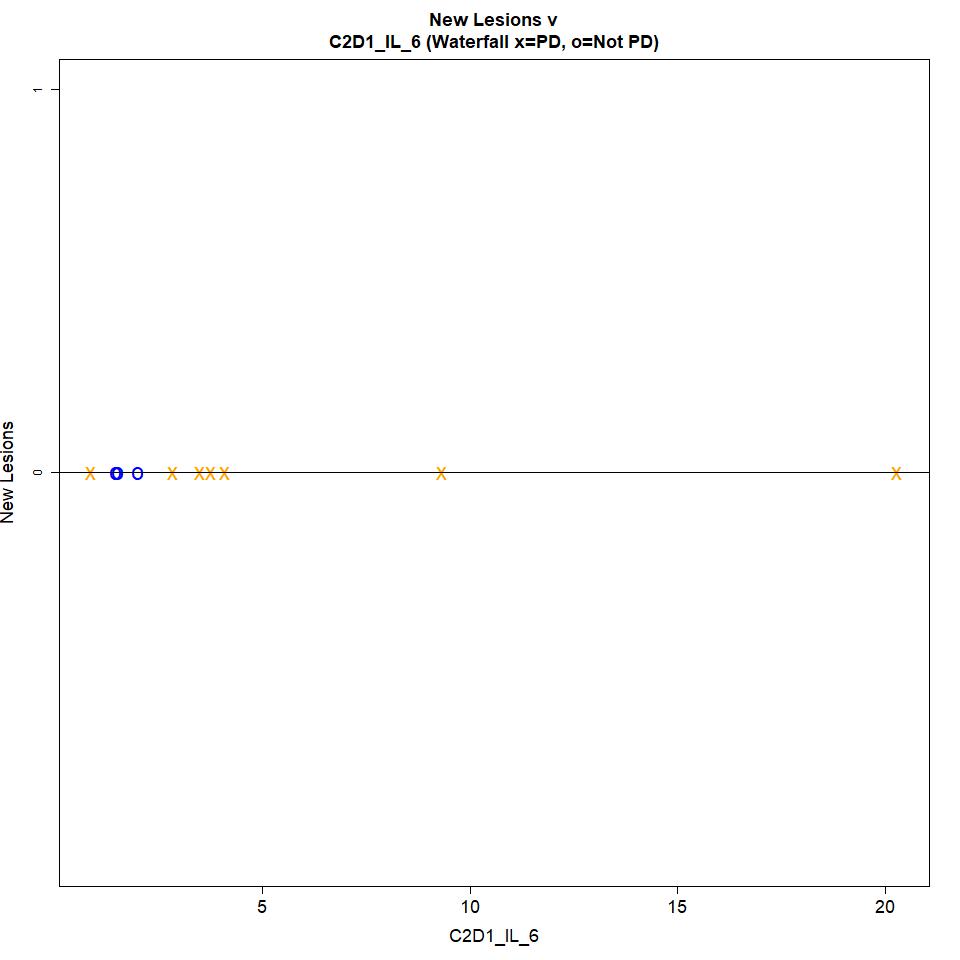 New Lesions v
C2D1_IL_6 (Waterfall x=PD, o=Not PD)
1
New Lesions
0
x o o x x x x x x
5 10 15 20
C2D1_IL_6